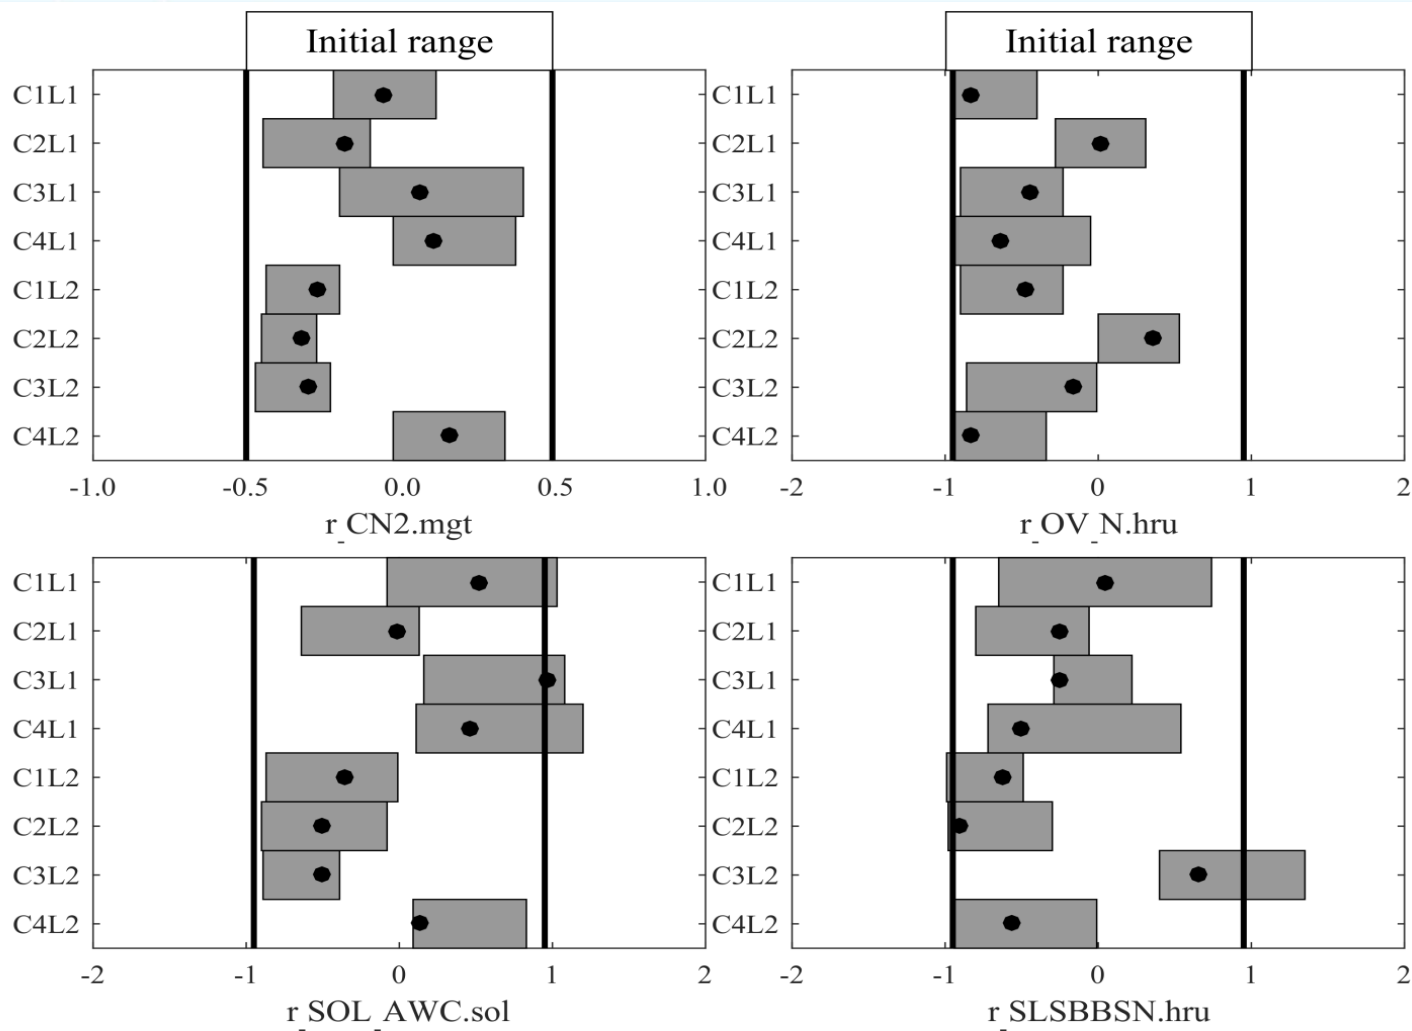 Initial range
C1L1
C2L1
C3L1
C4L1
C1L2
C2L2
C3L2
C4L2
-1.0 -0.5 0.0 0.5 1.0
r_CN2.mgt
Initial range
C1L1
C2L1
C3L1
C4L1
C1L2
C2L2
C3L2
C4L2
-2 -1 0 1 2
r_OV_N.hru
C1L1
C2L1
C3L1
C4L1
C1L2
C2L2
C3L2
C4L2
-2 -1 0 1 2
r_SOL_AWC.sol
C1L1
C2L1
C3L1
C4L1
C1L2
C2L2
C3L2
C4L2
-2 -1 0 1 2
r_SLSBBSN.hru